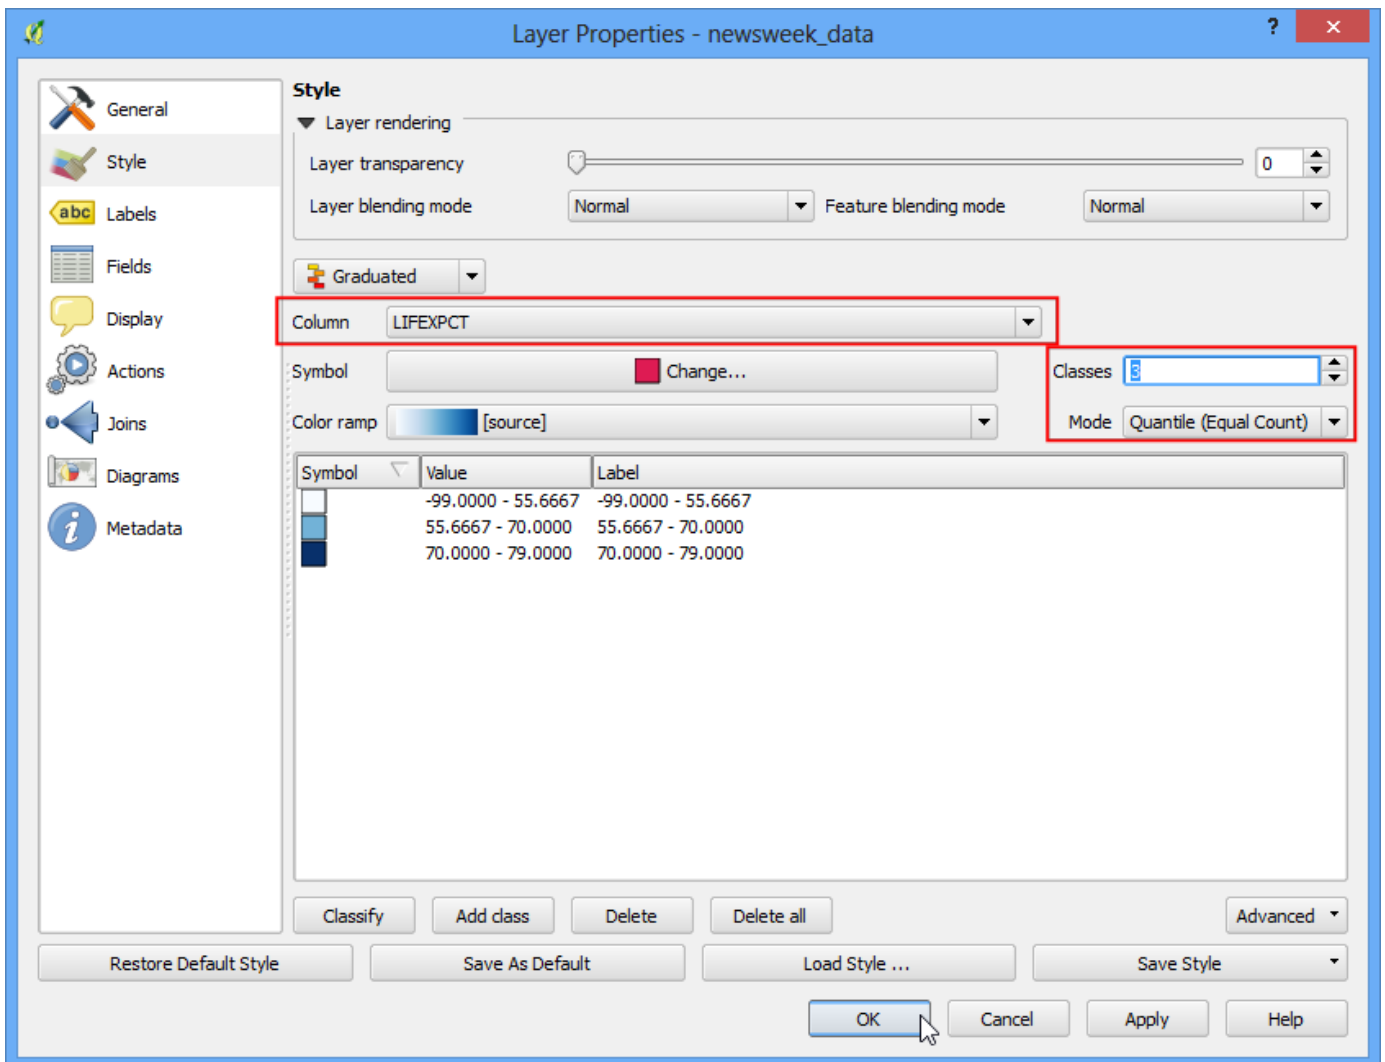 Layer Properties - newsweek_data ? ×
General
Style
abc Labels
Fields
Display
Actions
Joins
Diagrams
i Metadata
Style
Layer rendering
Layer transparency 0
Layer blending mode Normal Feature blending mode Normal
Graduated
Column LIFEXPCT
Symbol Change... Classes 3
Color ramp [source] Mode Quantile (Equal Count)
Symbol Value Label
-99.0000 - 55.6667 -99.0000 - 55.6667
55.6667 - 70.0000 55.6667 - 70.0000
70.0000 - 79.0000 70.0000 - 79.0000
Classify Add class Delete Delete all Advanced
Restore Default Style Save As Default Load Style ... Save Style
OK Cancel Apply Help